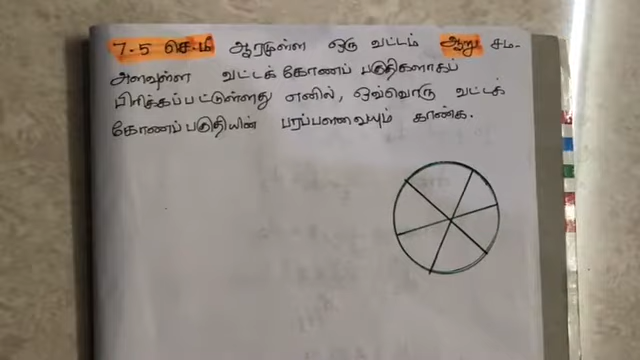 7.5 செ.மீ ஆரமுள்ள ஒரு வட்டம் ஆறு சம-
அளவுள்ள வட்டக் கோணப் பகுதிகளாகப்
பிரிக்கப்பட்டுள்ளது எனில், ஒவ்வொரு வட்டக்
கோணப் பகுதியின் பரப்பளவையும் காண்க.